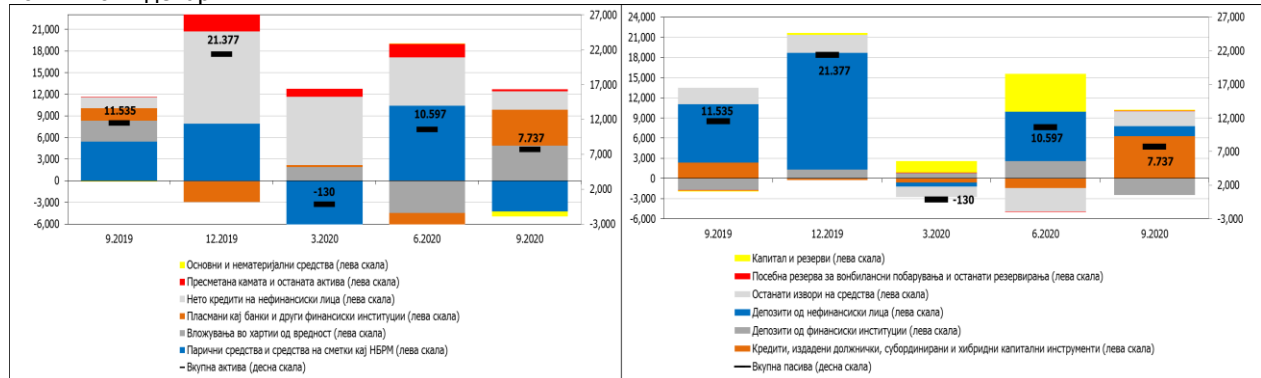 21,000
18,000
15,000
12,000
9,000
6,000
3,000
0
-3,000
-6,000
27,000
22,000
17,000
12,000
7,000
2,000
-3,000
11.535
21.377
-130
10.597
7.737
9.2019 12.2019 3.2020 6.2020 9.2020
Основни и нематеријални средства (лева скала)
Пресметана камата и останата актива (лева скала)
Нето кредити на нефинансиски лица (лева скала)
Пласмани кај банки и други финансиски институции (лева скала)
Вложувања во хартии од вредност (лева скала)
Парични средства и средства на сметки кај НБРМ (лева скала)
Вкупна актива (десна скала)
24,000
21,000
18,000
15,000
12,000
9,000
6,000
3,000
0
-3,000
-6,000
27,000
22,000
17,000
12,000
7,000
2,000
-3,000
11.535
21.377
-130
10.597
7.737
9.2019 12.2019 3.2020 6.2020 9.2020
Капитал и резерви (лева скала)
Посебна резерва за вонбилансни побарувања и останати резервирања (лева скала)
Останати извори на средства (лева скала)
Депозити од нефинансиски лица (лева скала)
Депозити од финансиски институции (лева скала)
Кредити, издадени должнички, субординирани и хибридни капитални инструменти (лева скала)
Вкупна пасива (десна скала)